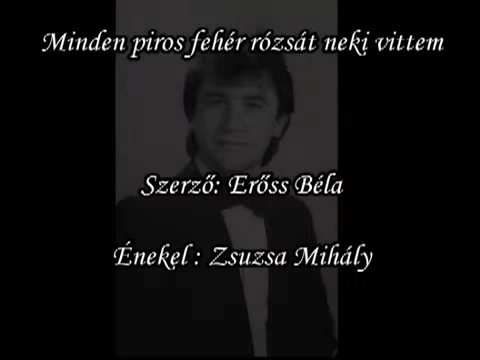 Minden piros fehér rózsát neki vittem
Szerző: Erőss Béla
Énekel : Zsuzsa Mihály